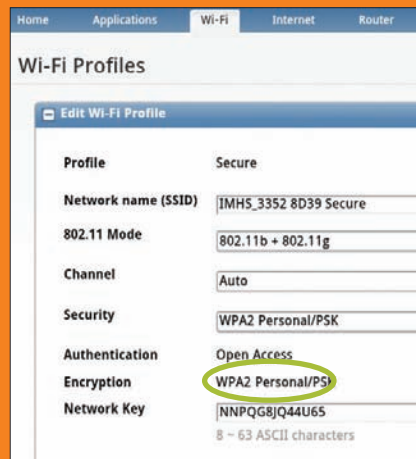 Home Applications Wi-Fi Internet Router
Wi-Fi Profiles
Edit Wi-Fi Profile
Profile Secure
Network name (SSID) IMHS_3352 8D39 Secure
802.11 Mode 802.11b + 802.11g
Channel Auto
Security WPA2 Personal/PSK
Authentication Open Access
Encryption WPA2 Personal/PSK
Network Key NNPQG8JQ44U65
8 ~ 63 ASCII characters